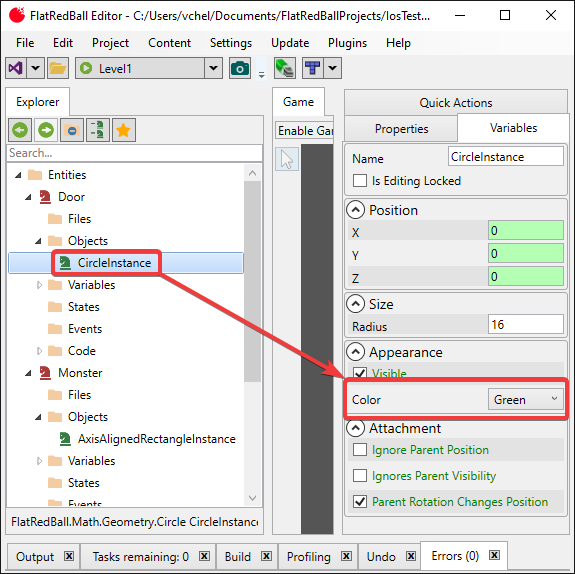 FlatRedBall Editor - C:/Users/vchel/Documents/FlatRedBallProjects/IosTest...
File Edit Project Content Settings Update Plugins Help
Level1
Explorer
Search...
Entities
Door
Files
Objects
CircleInstance
Variables
States
Events
Code
Monster
Files
Objects
AxisAlignedRectangleInstance
Variables
States
Events
FlatRedBall.Math.Geometry.Circle CircleInstance
Game
Enable Gam
Quick Actions
Properties Variables
Name CircleInstance
Is Editing Locked
Position
X 0
Y 0
Z 0
Size
Radius 16
Appearance
Visible
Color Green
Attachment
Ignore Parent Position
Ignores Parent Visibility
Parent Rotation Changes Position
Output Tasks remaining: 0 Build Profiling Undo Errors (0)